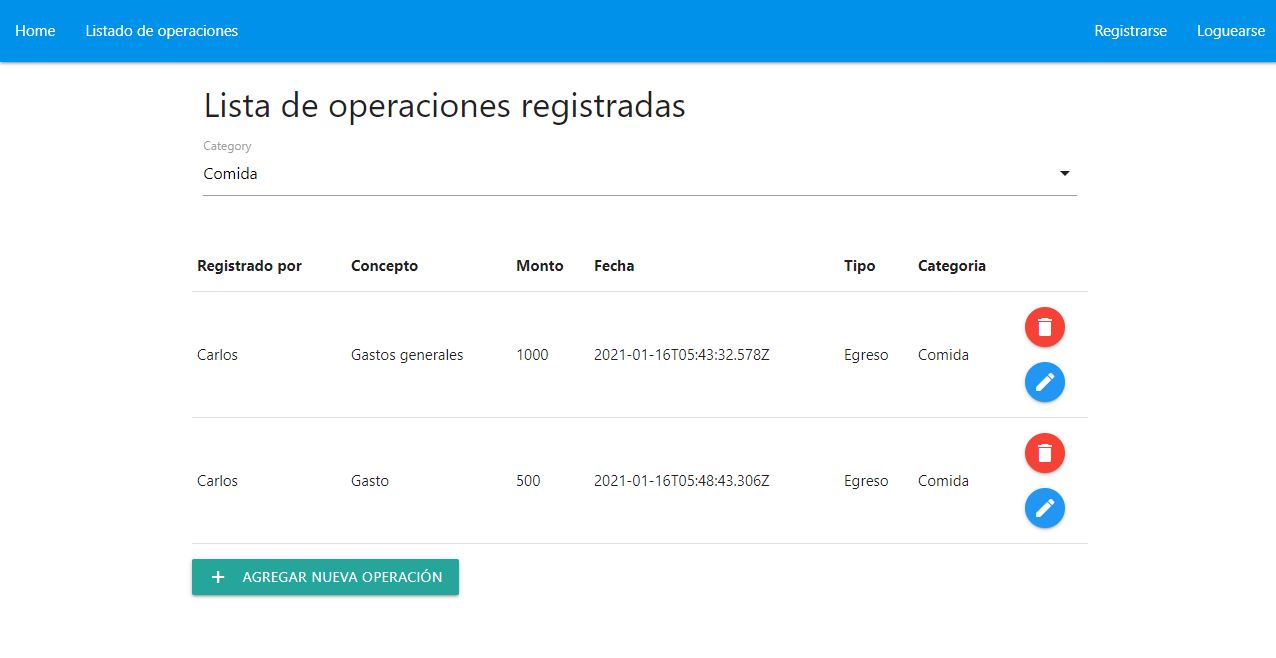 Home Listado de operaciones Registrarse Loguearse
Lista de operaciones registradas
Category
Comida
Registrado por Concepto Monto Fecha Tipo Categoria
Carlos Gastos generales 1000 2021-01-16T05:43:32.578Z Egreso Comida
Carlos Gasto 500 2021-01-16T05:48:43.306Z Egreso Comida
AGREGAR NUEVA OPERACIÓN